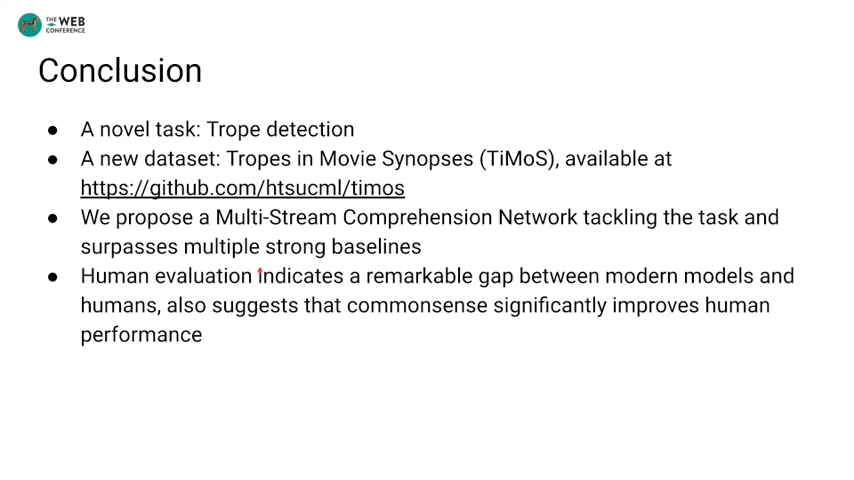 THE WEB
CONFERENCE
Conclusion
● A novel task: Trope detection
● A new dataset: Tropes in Movie Synopses (TiMoS), available at
https://github.com/htsucml/timos
● We propose a Multi-Stream Comprehension Network tackling the task and
surpasses multiple strong baselines
● Human evaluation indicates a remarkable gap between modern models and
humans, also suggests that commonsense significantly improves human
performance